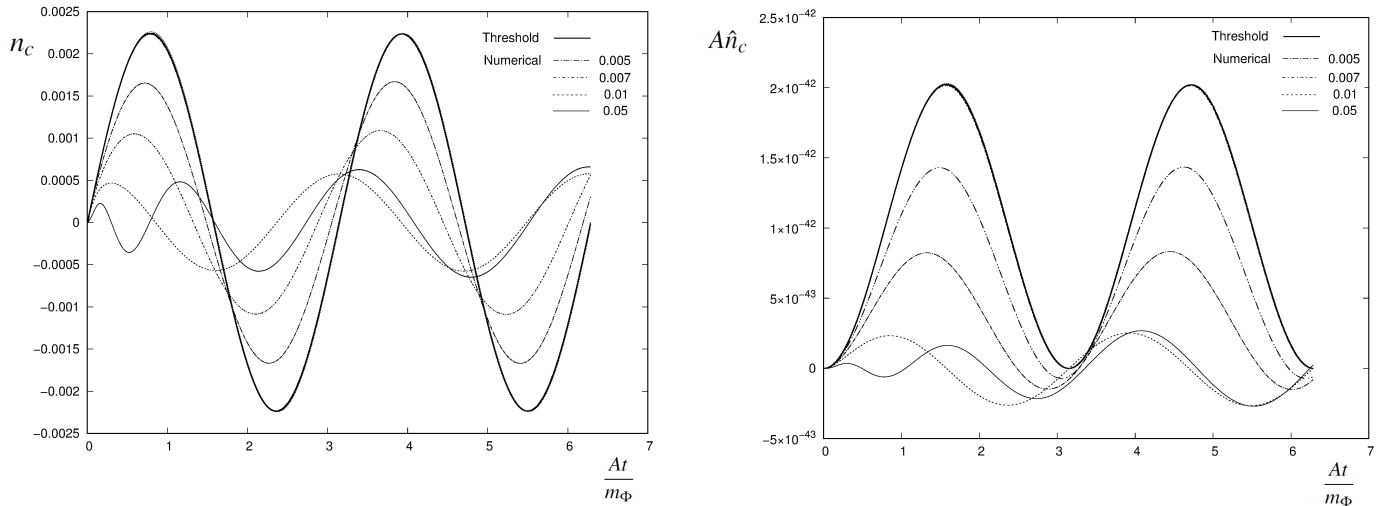 n_c
0.0025
0.002
0.0015
0.001
0.0005
0
−0.0005
−0.001
−0.0015
−0.002
−0.0025
0 1 2 3 4 5 6 7
Threshold
Numerical 0.005
0.007
0.01
0.05
At
m_Φ
An̂_c
2.5×10⁻⁴²
2×10⁻⁴²
1.5×10⁻⁴²
1×10⁻⁴²
5×10⁻⁴³
0
−5×10⁻⁴³
0 1 2 3 4 5 6 7
Threshold
Numerical 0.005
0.007
0.01
0.05
At
m_Φ